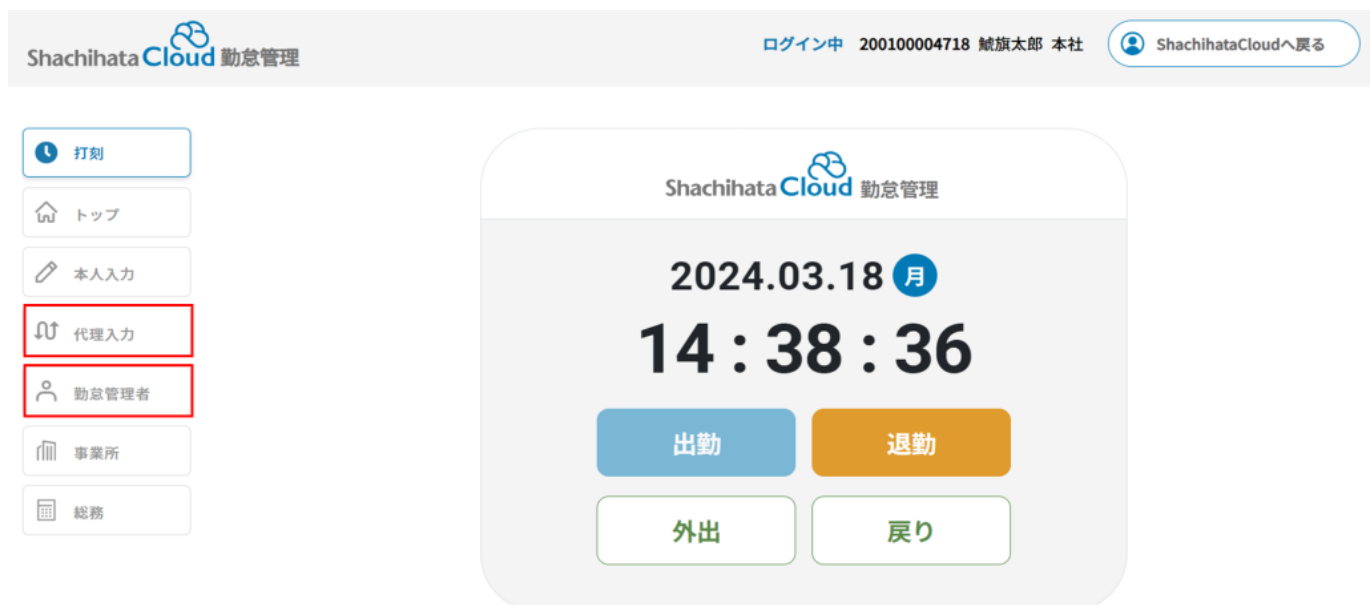 Shachihata Cloud 勤怠管理
ログイン中 200100004718 鯱旗太郎 本社
ShachihataCloudへ戻る
打刻
トップ
本人入力
代理入力
勤怠管理者
事業所
総務
Shachihata Cloud 勤怠管理
2024.03.18 月
14 : 38 : 36
出勤
退勤
外出
戻り